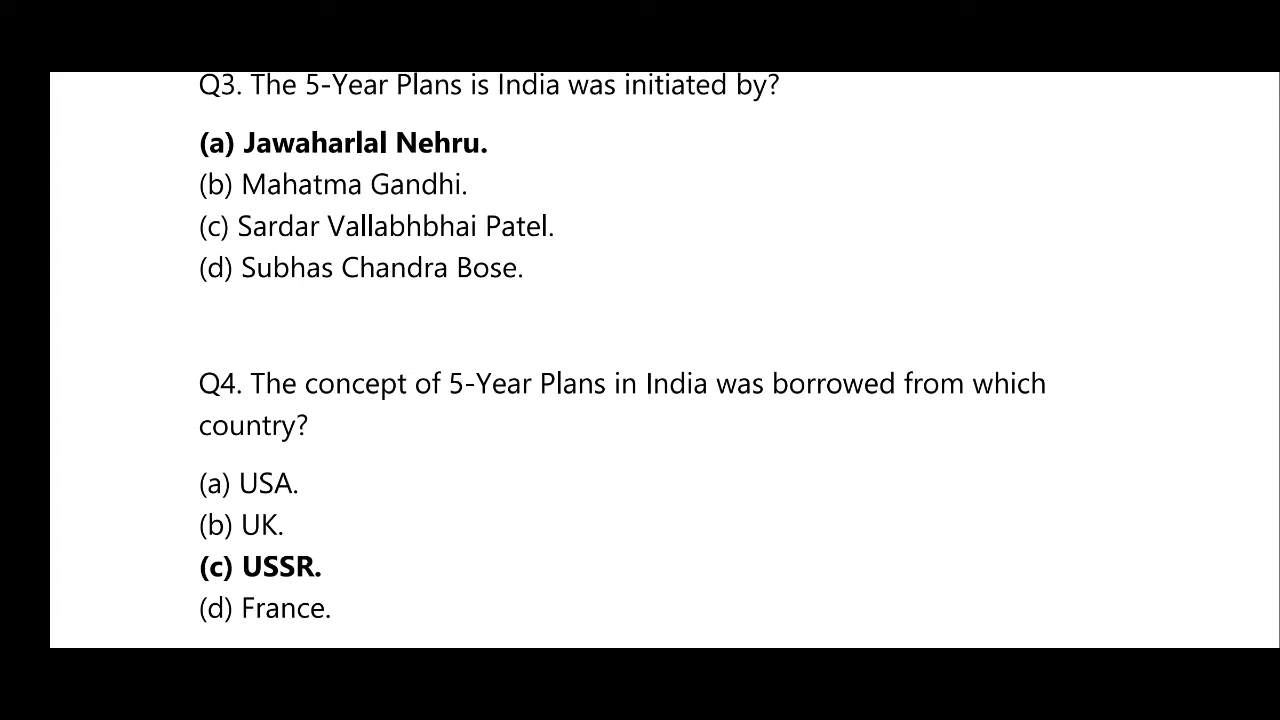 Q3. The 5-Year Plans is India was initiated by?
(a) Jawaharlal Nehru.
(b) Mahatma Gandhi.
(c) Sardar Vallabhbhai Patel.
(d) Subhas Chandra Bose.
Q4. The concept of 5-Year Plans in India was borrowed from which
country?
(a) USA.
(b) UK.
(c) USSR.
(d) France.